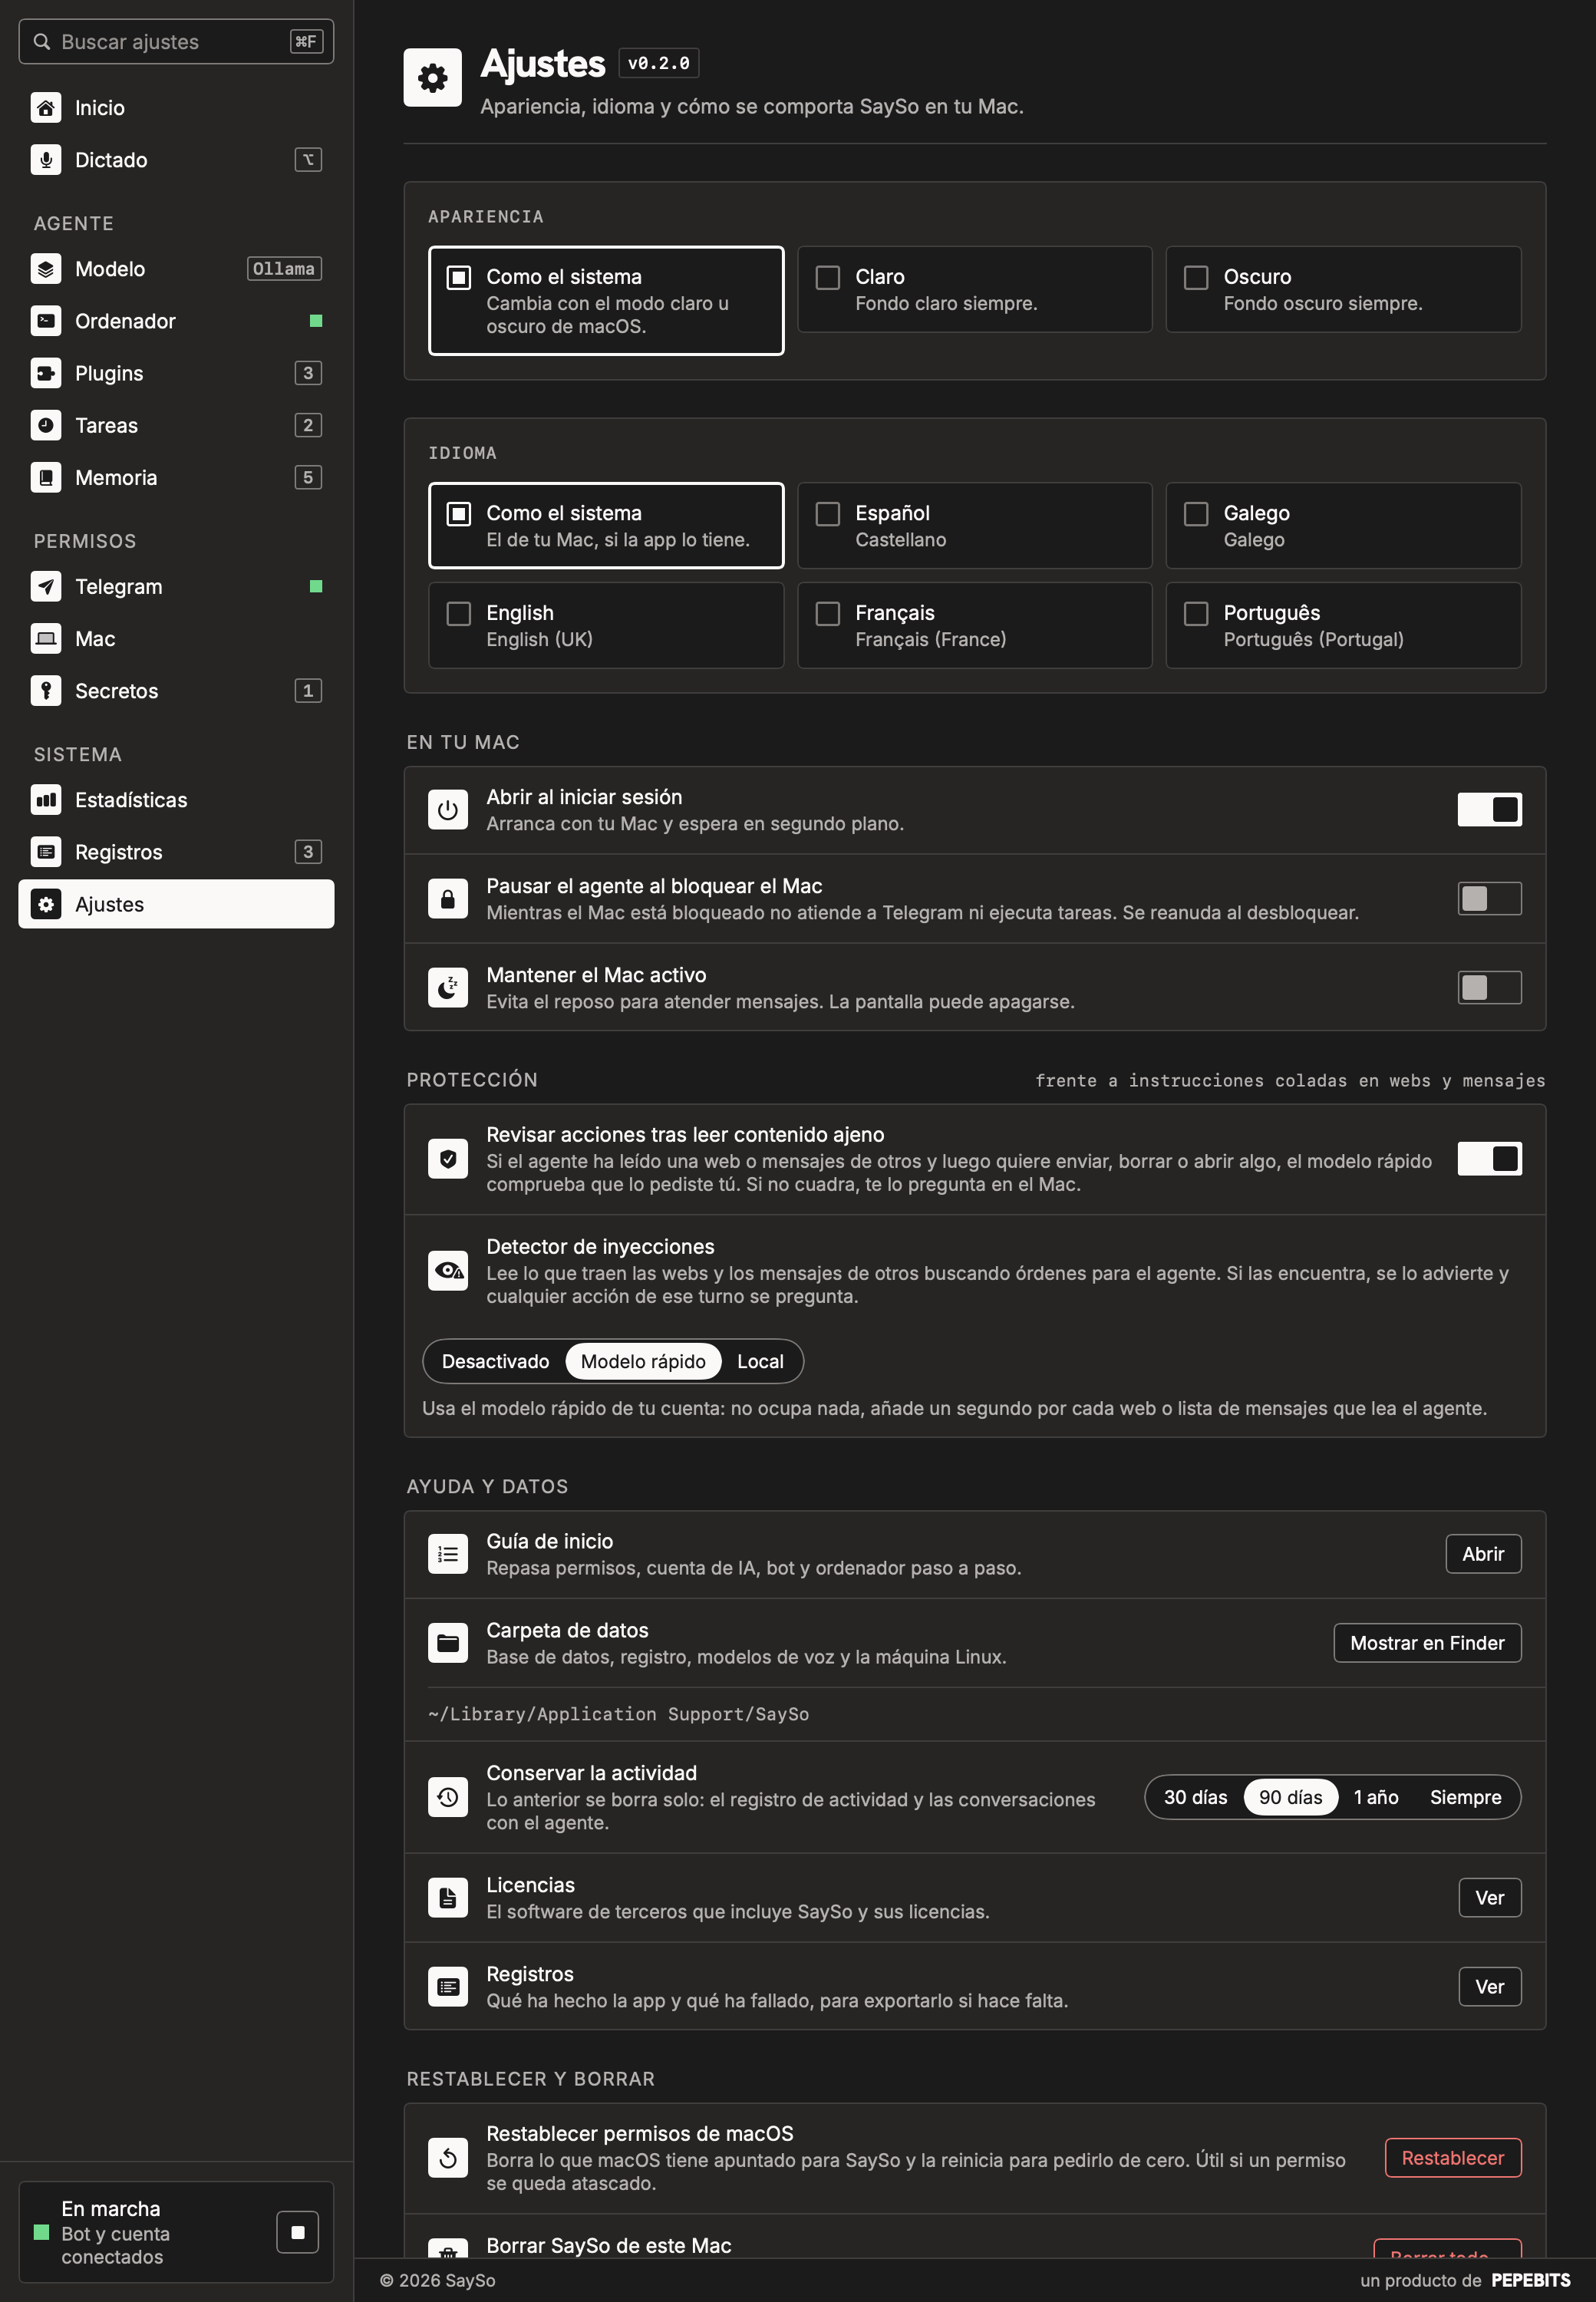 Buscar ajustes ⌘F
Inicio
Dictado ⌥
AGENTE
Modelo Ollama
Ordenador
Plugins 3
Tareas 2
Memoria 5
PERMISOS
Telegram
Mac
Secretos 1
SISTEMA
Estadísticas
Registros 3
Ajustes
En marcha
Bot y cuenta
conectados
Ajustes v0.2.0
Apariencia, idioma y cómo se comporta SaySo en tu Mac.
APARIENCIA
Como el sistema
Cambia con el modo claro u
oscuro de macOS.
Claro
Fondo claro siempre.
Oscuro
Fondo oscuro siempre.
IDIOMA
Como el sistema
El de tu Mac, si la app lo tiene.
Español
Castellano
Galego
Galego
English
English (UK)
Français
Français (France)
Português
Português (Portugal)
EN TU MAC
Abrir al iniciar sesión
Arranca con tu Mac y espera en segundo plano.
Pausar el agente al bloquear el Mac
Mientras el Mac está bloqueado no atiende a Telegram ni ejecuta tareas. Se reanuda al desbloquear.
Mantener el Mac activo
Evita el reposo para atender mensajes. La pantalla puede apagarse.
PROTECCIÓN frente a instrucciones coladas en webs y mensajes
Revisar acciones tras leer contenido ajeno
Si el agente ha leído una web o mensajes de otros y luego quiere enviar, borrar o abrir algo, el modelo rápido
comprueba que lo pediste tú. Si no cuadra, te lo pregunta en el Mac.
Detector de inyecciones
Lee lo que traen las webs y los mensajes de otros buscando órdenes para el agente. Si las encuentra, se lo advierte y
cualquier acción de ese turno se pregunta.
Desactivado Modelo rápido Local
Usa el modelo rápido de tu cuenta: no ocupa nada, añade un segundo por cada web o lista de mensajes que lea el agente.
AYUDA Y DATOS
Guía de inicio
Repasa permisos, cuenta de IA, bot y ordenador paso a paso.
Abrir
Carpeta de datos
Base de datos, registro, modelos de voz y la máquina Linux.
Mostrar en Finder
~/Library/Application Support/SaySo
Conservar la actividad
Lo anterior se borra solo: el registro de actividad y las conversaciones
con el agente.
30 días 90 días 1 año Siempre
Licencias
El software de terceros que incluye SaySo y sus licencias.
Ver
Registros
Qué ha hecho la app y qué ha fallado, para exportarlo si hace falta.
Ver
RESTABLECER Y BORRAR
Restablecer permisos de macOS
Borra lo que macOS tiene apuntado para SaySo y la reinicia para pedirlo de cero. Útil si un permiso
se queda atascado.
Restablecer
Borrar SaySo de este Mac
© 2026 SaySo
un producto de PEPEBITS